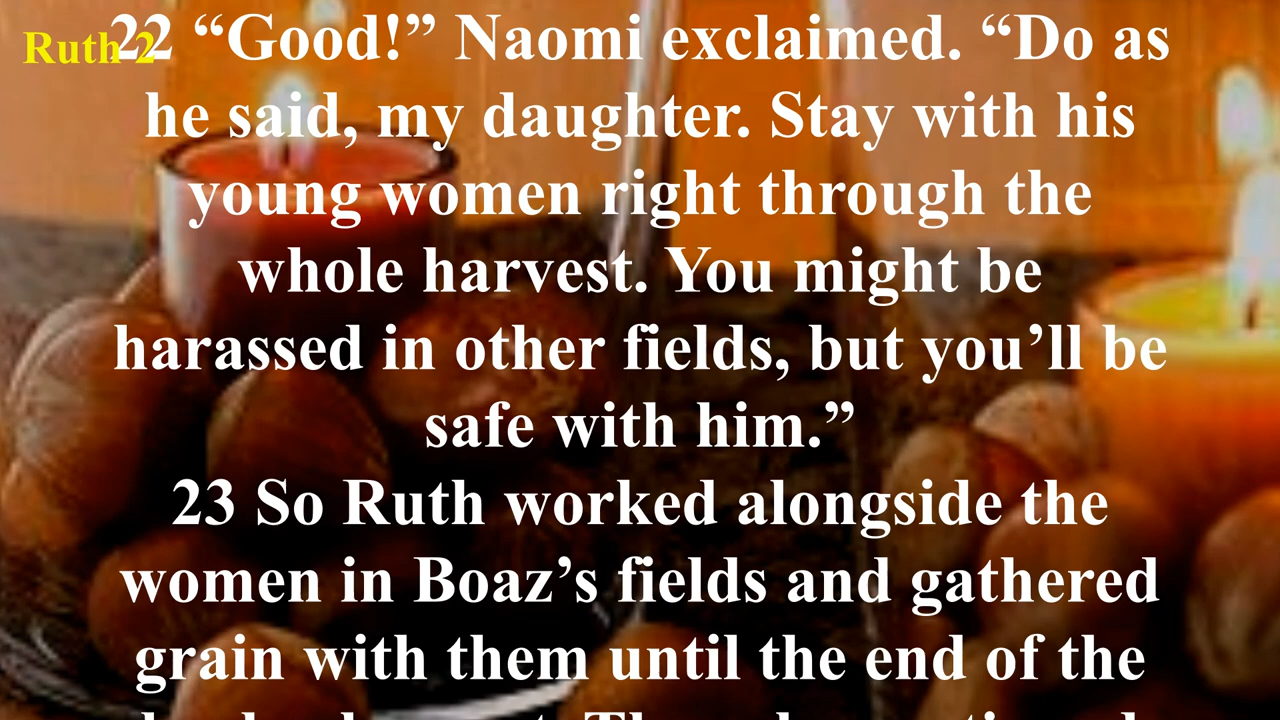 Ruth 2
22 “Good!” Naomi exclaimed. “Do as
he said, my daughter. Stay with his
young women right through the
whole harvest. You might be
harassed in other fields, but you’ll be
safe with him.”
23 So Ruth worked alongside the
women in Boaz’s fields and gathered
grain with them until the end of the